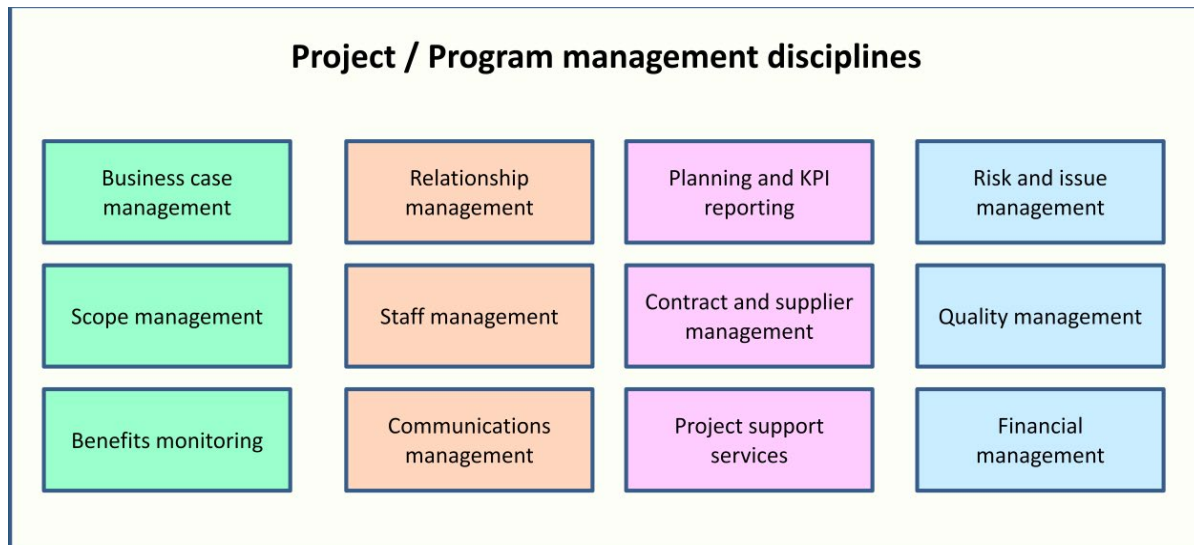 Project / Program management disciplines
Business case
management
Relationship
management
Planning and KPI
reporting
Risk and issue
management
Scope management
Staff management
Contract and supplier
management
Quality management
Benefits monitoring
Communications
management
Project support
services
Financial
management